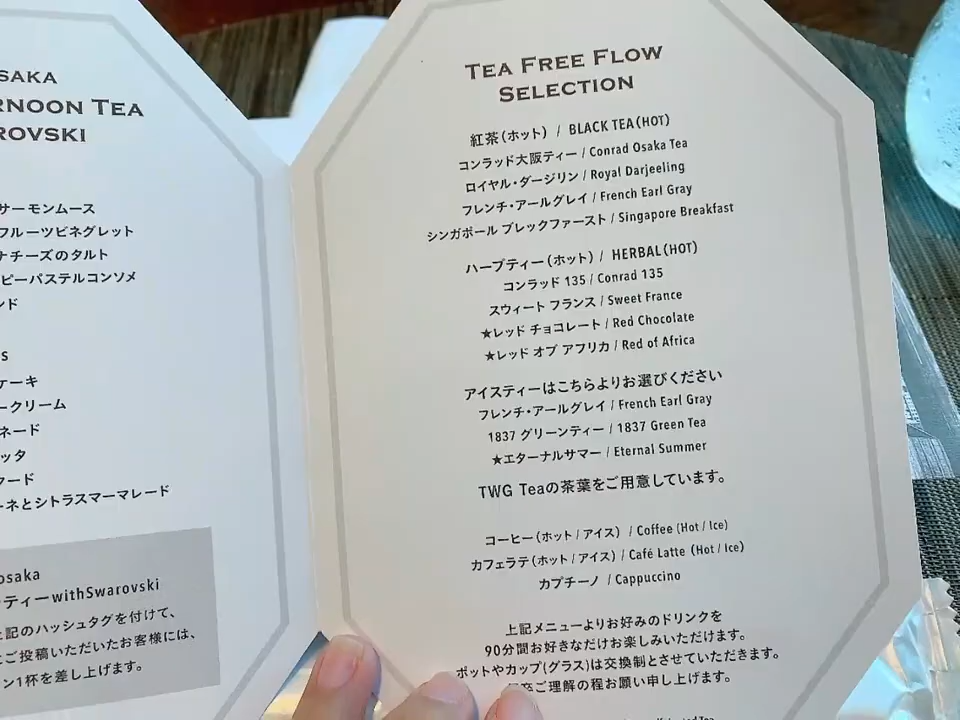 SAKA
RNOON TEA
ROVSKI
サーモンムース
フルーツビネグレット
ナチーズのタルト
ピーパステルコンソメ
ンド
s
ケーキ
ークリーム
ネード
ッタ
フード
ーネとシトラスマーマレード
osaka
ティーwithSwarovski
上記のハッシュタグを付けて、
ご投稿いただいたお客様には、
ン1杯を差し上げます。
TEA FREE FLOW
SELECTION
紅茶(ホット) / BLACK TEA(HOT)
コンラッド大阪ティー / Conrad Osaka Tea
ロイヤル・ダージリン / Royal Darjeeling
フレンチ・アールグレイ / French Earl Gray
シンガポール ブレックファースト / Singapore Breakfast
ハーブティー(ホット) / HERBAL(HOT)
コンラッド 135 / Conrad 135
スウィート フランス / Sweet France
★レッド チョコレート / Red Chocolate
★レッド オブ アフリカ / Red of Africa
アイスティーはこちらよりお選びください
フレンチ・アールグレイ / French Earl Gray
1837 グリーンティー / 1837 Green Tea
★エターナルサマー / Eternal Summer
TWG Teaの茶葉をご用意しています。
コーヒー(ホット / アイス) / Coffee (Hot / Ice)
カフェラテ(ホット / アイス) / Café Latte (Hot / Ice)
カプチーノ / Cappuccino
上記メニューよりお好みのドリンクを
90分間お好きなだけお楽しみいただけます。
ポットやカップ(グラス)は交換制とさせていただきます。
ご理解の程お願い申し上げます。